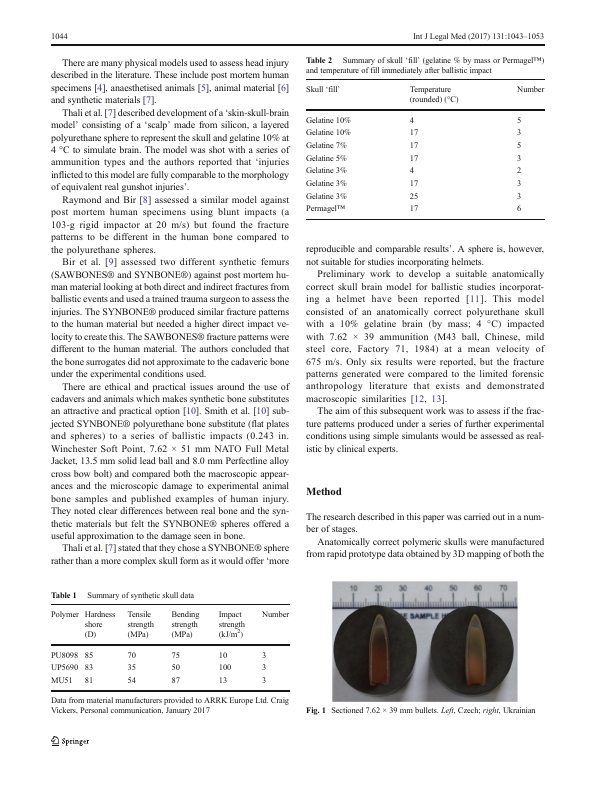 1044
Int J Legal Med (2017) 131:1043–1053
There are many physical models used to assess head injury
described in the literature. These include post mortem human
specimens [4], anaesthetised animals [5], animal material [6]
and synthetic materials [7].
Thali et al. [7] described development of a 'skin-skull-brain
model' consisting of a 'scalp' made from silicon, a layered
polyurethane sphere to represent the skull and gelatine 10% at
4 °C to simulate brain. The model was shot with a series of
ammunition types and the authors reported that 'injuries
inflicted to this model are fully comparable to the morphology
of equivalent real gunshot injuries'.
Raymond and Bir [8] assessed a similar model against
post mortem human specimens using blunt impacts (a
103-g rigid impactor at 20 m/s) but found the fracture
patterns to be different in the human bone compared to
the polyurethane spheres.
Bir et al. [9] assessed two different synthetic femurs
(SAWBONES® and SYNBONE®) against post mortem hu-
man material looking at both direct and indirect fractures from
ballistic events and used a trained trauma surgeon to assess the
injuries. The SYNBONE® produced similar fracture patterns
to the human material but needed a higher direct impact ve-
locity to create this. The SAWBONES® fracture patterns were
different to the human material. The authors concluded that
the bone surrogates did not approximate to the cadaveric bone
under the experimental conditions used.
There are ethical and practical issues around the use of
cadavers and animals which makes synthetic bone substitutes
an attractive and practical option [10]. Smith et al. [10] sub-
jected SYNBONE® polyurethane bone substitute (flat plates
and spheres) to a series of ballistic impacts (0.243 in.
Winchester Soft Point, 7.62 × 51 mm NATO Full Metal
Jacket, 13.5 mm solid lead ball and 8.0 mm Perfectline alloy
cross bow bolt) and compared both the macroscopic appear-
ances and the microscopic damage to experimental animal
bone samples and published examples of human injury.
They noted clear differences between real bone and the syn-
thetic materials but felt the SYNBONE® spheres offered a
useful approximation to the damage seen in bone.
Thali et al. [7] stated that they chose a SYNBONE® sphere
rather than a more complex skull form as it would offer 'more
Table 1 Summary of synthetic skull data
Polymer Hardness Tensile Bending Impact Number
shore strength strength strength
(D) (MPa) (MPa) (kJ/m²)
PU8098 85 70 75 10 3
UP5690 83 35 50 100 3
MU51 81 54 87 13 3
Data from material manufacturers provided to ARRK Europe Ltd. Craig
Vickers, Personal communication, January 2017
Table 2 Summary of skull 'fill' (gelatine % by mass or Permagel™)
and temperature of fill immediately after ballistic impact
Skull 'fill' Temperature Number
(rounded) (°C)
Gelatine 10% 4 5
Gelatine 10% 17 3
Gelatine 7% 17 5
Gelatine 5% 17 3
Gelatine 3% 4 2
Gelatine 3% 17 3
Gelatine 3% 25 3
Permagel™ 17 6
reproducible and comparable results'. A sphere is, however,
not suitable for studies incorporating helmets.
Preliminary work to develop a suitable anatomically
correct skull brain model for ballistic studies incorporat-
ing a helmet have been reported [11]. This model
consisted of an anatomically correct polyurethane skull
with a 10% gelatine brain (by mass; 4 °C) impacted
with 7.62 × 39 ammunition (M43 ball, Chinese, mild
steel core, Factory 71, 1984) at a mean velocity of
675 m/s. Only six results were reported, but the fracture
patterns generated were compared to the limited forensic
anthropology literature that exists and demonstrated
macroscopic similarities [12, 13].
The aim of this subsequent work was to assess if the frac-
ture patterns produced under a series of further experimental
conditions using simple simulants would be assessed as real-
istic by clinical experts.
Method
The research described in this paper was carried out in a num-
ber of stages.
Anatomically correct polymeric skulls were manufactured
from rapid prototype data obtained by 3D mapping of both the
10 20 30 40 50 60 70
SAMPLE
Fig. 1 Sectioned 7.62 × 39 mm bullets. Left, Czech; right, Ukrainian
Springer